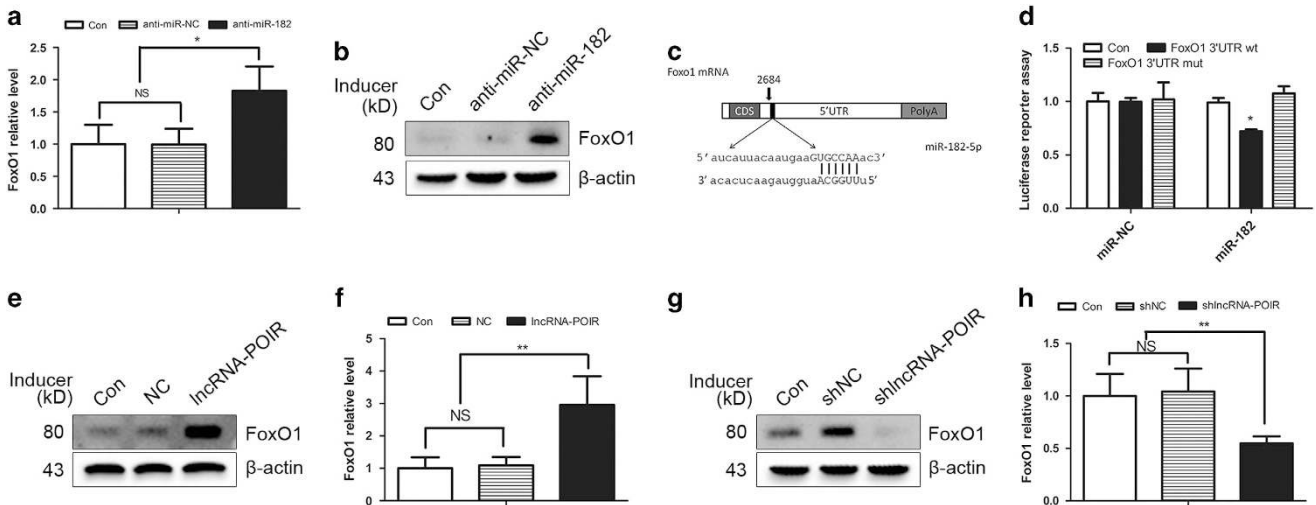 a
Con anti-miR-NC anti-miR-182
FoxO1 relative level
2.5
2.0
1.5
1.0
0.5
0.0
*
NS
b
Inducer
(kD)
Con
anti-miR-NC
anti-miR-182
80
FoxO1
43
β-actin
c
Foxo1 mRNA
2684
CDS
5'UTR
PolyA
miR-182-5p
5' aucauuacaaugaaGUGCCAAac3'
3' acacucaagauggua​ACGGUUu5'
d
Con FoxO1 3'UTR wt
FoxO1 3'UTR mut
Luciferase reporter assay
1.5
1.0
0.5
0.0
*
miR-NC
miR-182
e
Inducer
(kD)
Con
NC
lncRNA-POIR
80
FoxO1
43
β-actin
f
Con NC lncRNA-POIR
FoxO1 relative level
5
4
3
2
1
0
**
NS
g
Inducer
(kD)
Con
shNC
shlncRNA-POIR
80
FoxO1
43
β-actin
h
Con shNC shlncRNA-POIR
FoxO1 relative level
1.5
1.0
0.5
0.0
**
NS